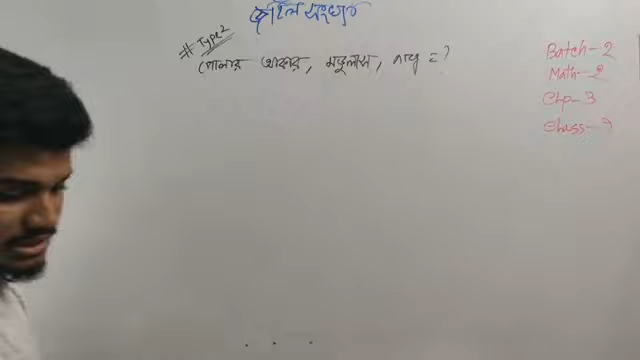 জটিল সংখ্যা
# Type 2
পোলার আকার, মডুলাস, নতি = ?
Batch-2
Math-2
Chp-3
Class-